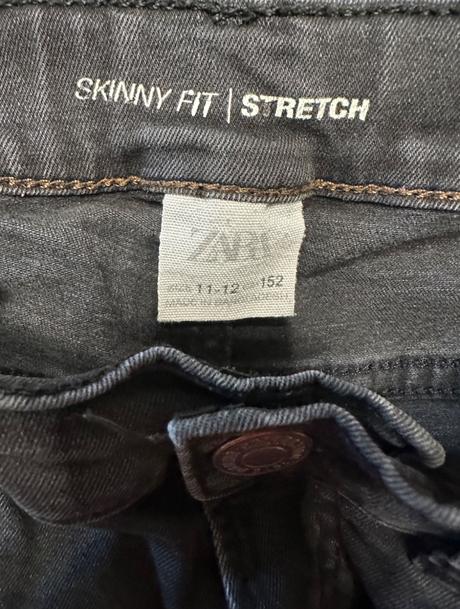 SKINNY FIT | STRETCH
ZARA
11-12 152
MADE IN BANGLADESH